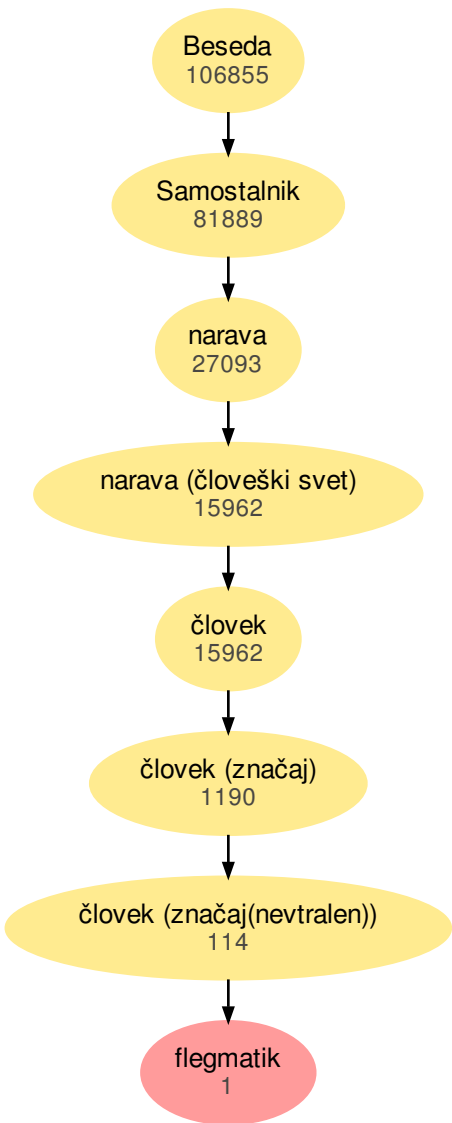 Beseda
106855
Samostalnik
81889
narava
27093
narava (človeški svet)
15962
človek
15962
človek (značaj)
1190
človek (značaj(nevtralen))
114
flegmatik
1